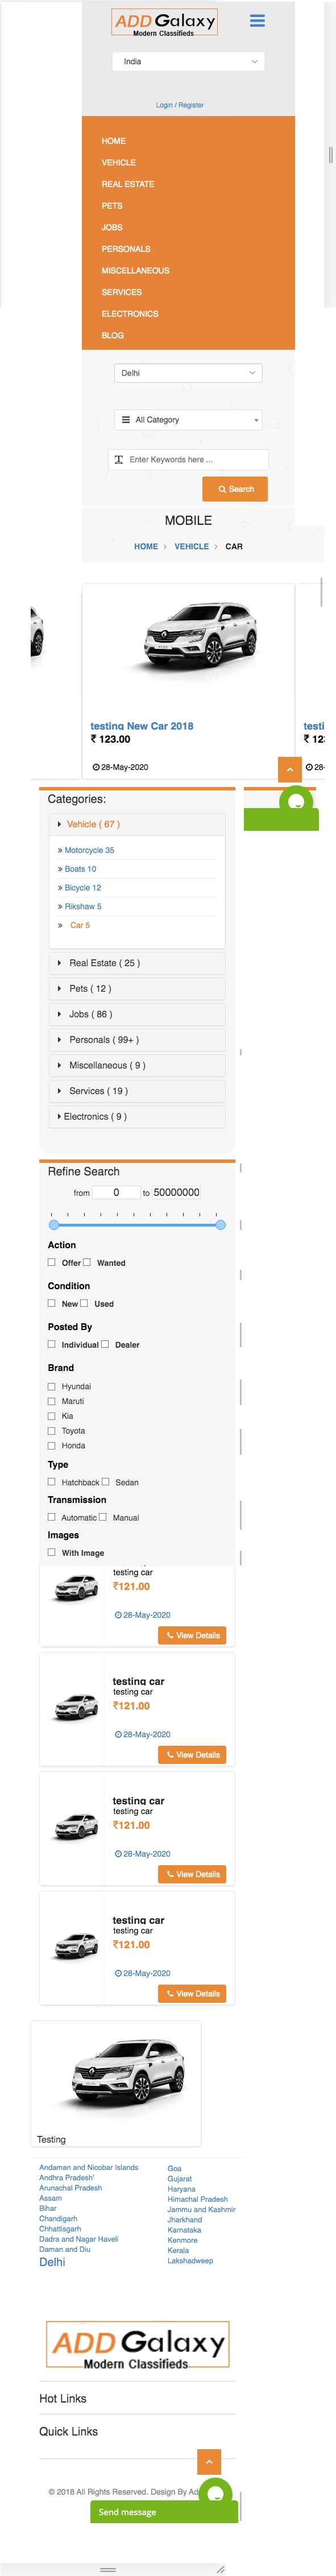 ADD Galaxy
Modern Classifieds
India
Login / Register
HOME
VEHICLE
REAL ESTATE
PETS
JOBS
PERSONALS
MISCELLANEOUS
SERVICES
ELECTRONICS
BLOG
Delhi
All Category
Enter Keywords here ...
Search
MOBILE
HOME > VEHICLE > CAR
testing New Car 2018
₹ 123.00
28-May-2020
testi
₹ 12
28-
Categories:
Vehicle ( 67 )
» Motorcycle 35
» Boats 10
» Bicycle 12
» Rikshaw 5
» Car 5
Real Estate ( 25 )
Pets ( 12 )
Jobs ( 86 )
Personals ( 99+ )
Miscellaneous ( 9 )
Services ( 19 )
Electronics ( 9 )
Refine Search
from 0 to 50000000
Action
Offer Wanted
Condition
New Used
Posted By
Individual Dealer
Brand
Hyundai
Maruti
Kia
Toyota
Honda
Type
Hatchback Sedan
Transmission
Automatic Manual
Images
With Image
testing car
₹121.00
28-May-2020
View Details
testing car
testing car
₹121.00
28-May-2020
View Details
testing car
testing car
₹121.00
28-May-2020
View Details
testing car
testing car
₹121.00
28-May-2020
View Details
Testing
Andaman and Nicobar Islands
Andhra Pradesh'
Arunachal Pradesh
Assam
Bihar
Chandigarh
Chhattisgarh
Dadra and Nagar Haveli
Daman and Diu
Delhi
Goa
Gujarat
Haryana
Himachal Pradesh
Jammu and Kashmir
Jharkhand
Karnataka
Kenmore
Kerala
Lakshadweep
ADD Galaxy
Modern Classifieds
Hot Links
Quick Links
© 2018 All Rights Reserved. Design By Ad
Send message